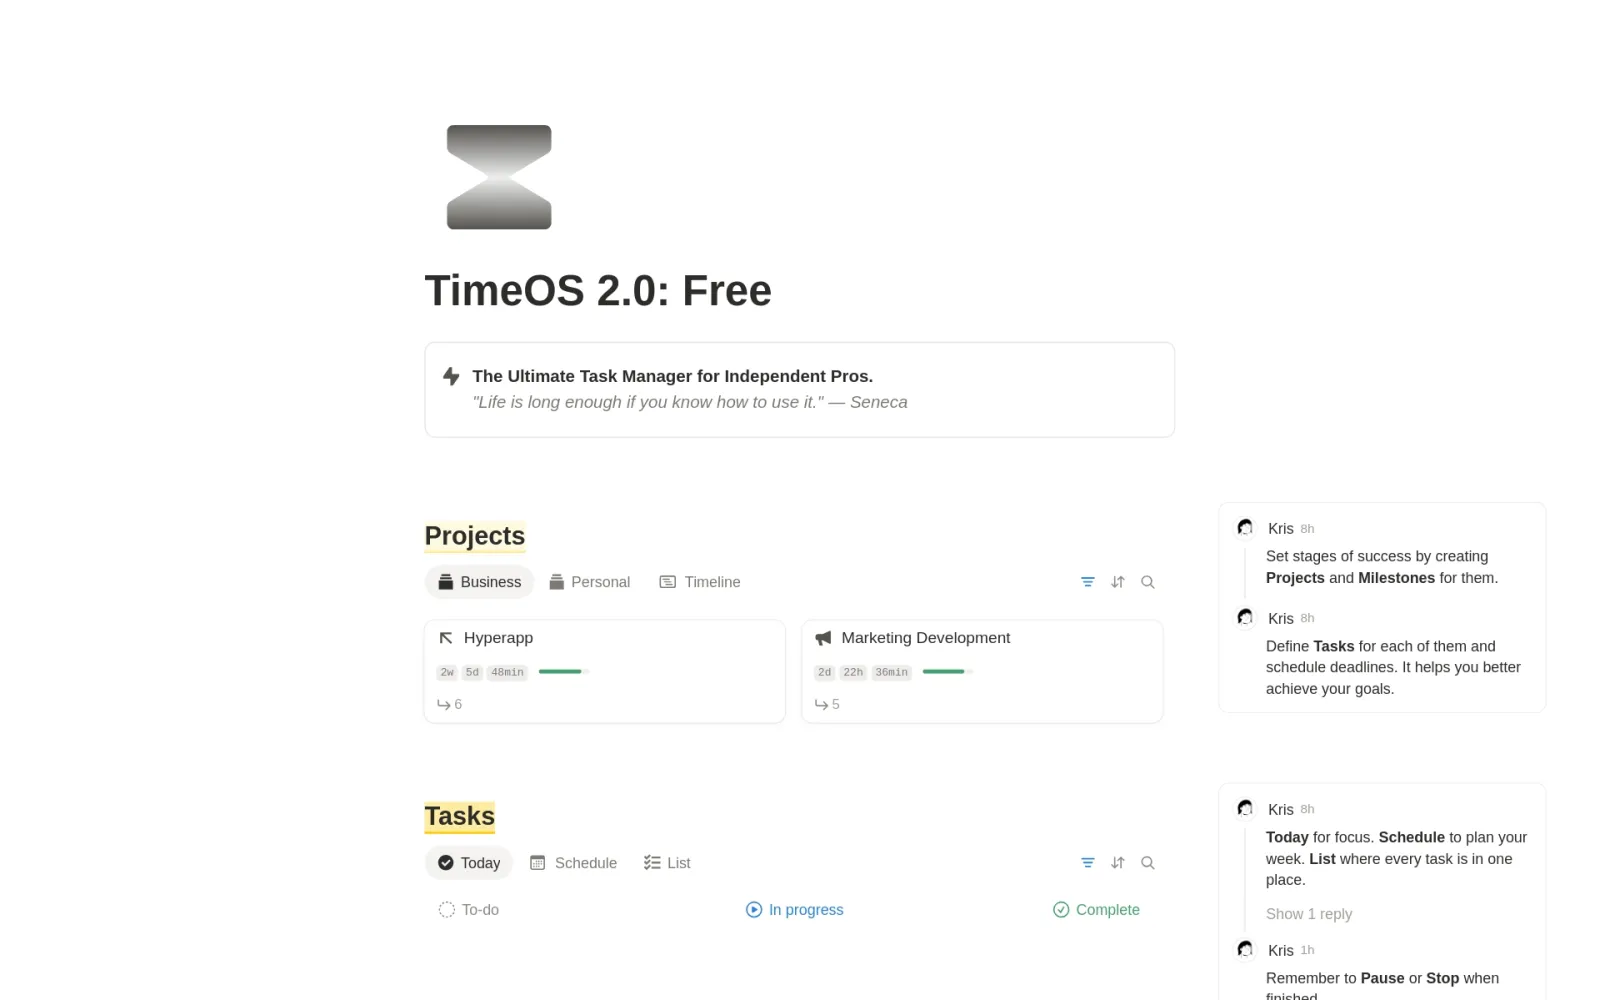 TimeOS 2.0: Free
The Ultimate Task Manager for Independent Pros.
"Life is long enough if you know how to use it." — Seneca
Projects
Business Personal Timeline
Hyperapp
2w 5d 48min
6
Marketing Development
2d 22h 36min
5
Kris 8h
Set stages of success by creating
Projects and Milestones for them.
Kris 8h
Define Tasks for each of them and
schedule deadlines. It helps you better
achieve your goals.
Tasks
Today Schedule List
To-do In progress Complete
Kris 8h
Today for focus. Schedule to plan your
week. List where every task is in one
place.
Show 1 reply
Kris 1h
Remember to Pause or Stop when
finished